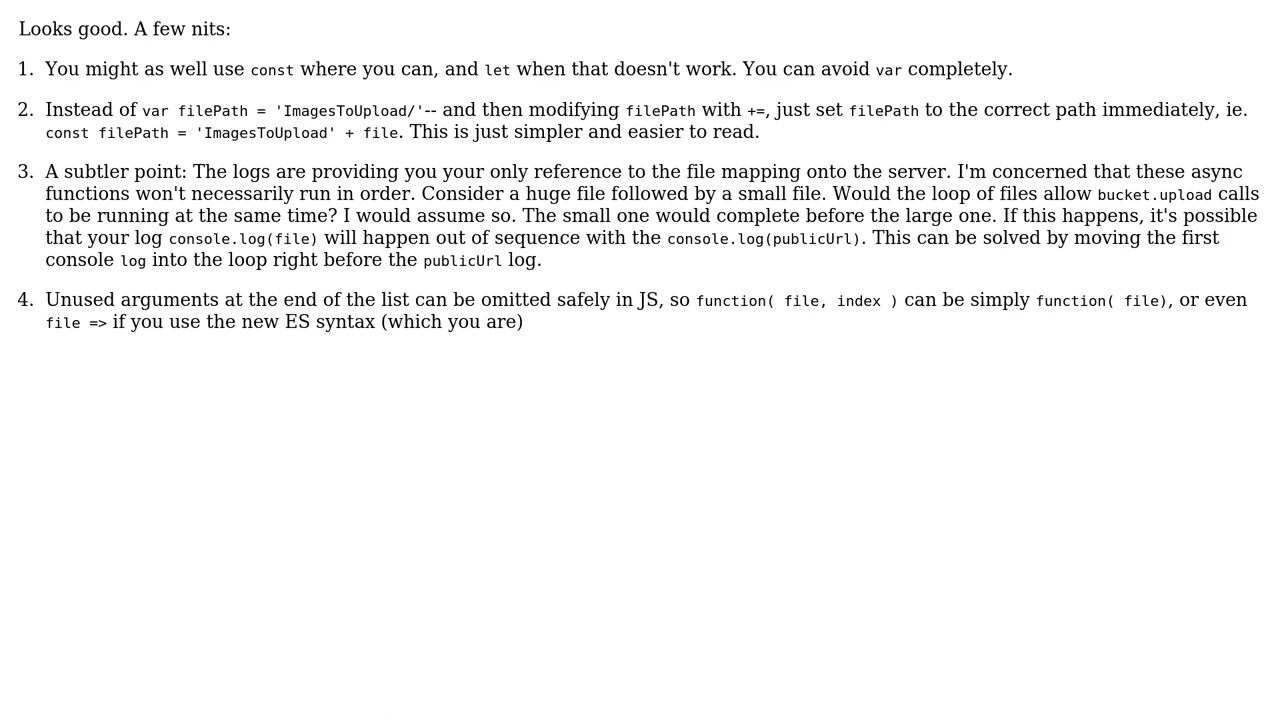 Looks good. A few nits:
1. You might as well use const where you can, and let when that doesn't work. You can avoid var completely.
2. Instead of var filePath = 'ImagesToUpload/'-- and then modifying filePath with +=, just set filePath to the correct path immediately, ie.
const filePath = 'ImagesToUpload' + file. This is just simpler and easier to read.
3. A subtler point: The logs are providing you your only reference to the file mapping onto the server. I'm concerned that these async
functions won't necessarily run in order. Consider a huge file followed by a small file. Would the loop of files allow bucket.upload calls
to be running at the same time? I would assume so. The small one would complete before the large one. If this happens, it's possible
that your log console.log(file) will happen out of sequence with the console.log(publicUrl). This can be solved by moving the first
console log into the loop right before the publicUrl log.
4. Unused arguments at the end of the list can be omitted safely in JS, so function( file, index ) can be simply function( file), or even
file => if you use the new ES syntax (which you are)